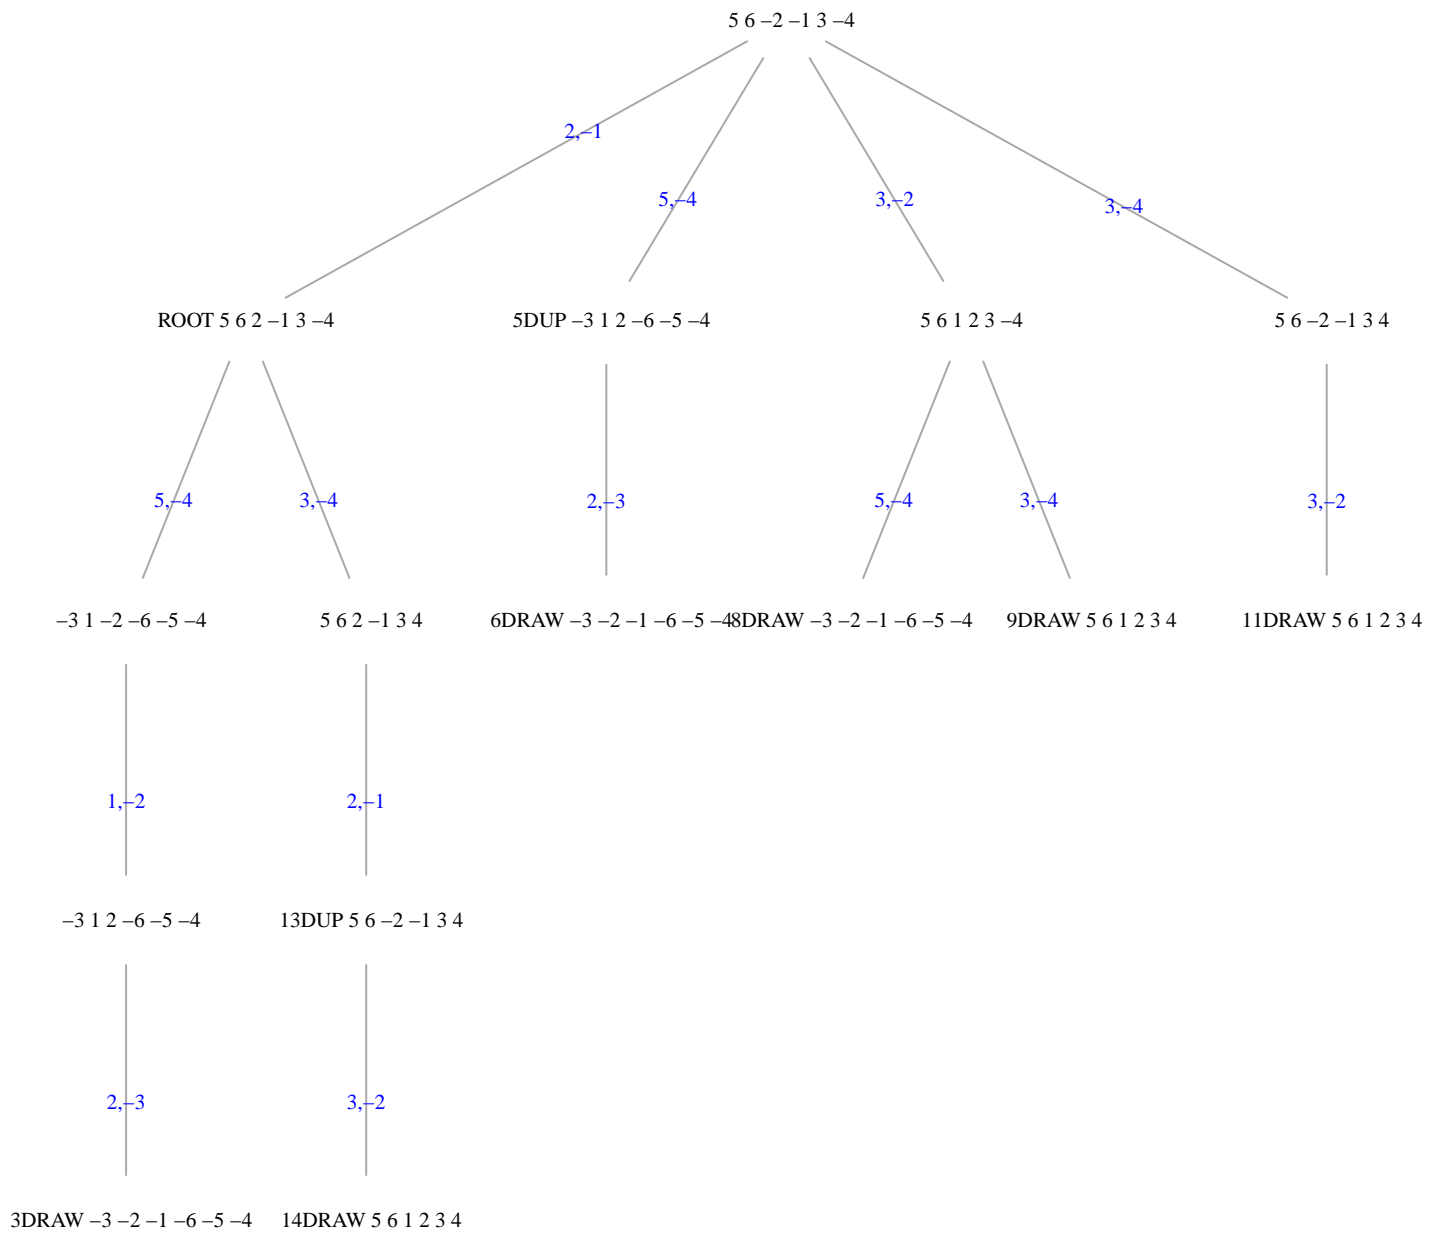 5 6 –2 –1 3 –4
2,–1
5,–4
3,–2
3,–4
ROOT 5 6 2 –1 3 –4
5DUP –3 1 2 –6 –5 –4
5 6 1 2 3 –4
5 6 –2 –1 3 4
5,–4
3,–4
2,–3
5,–4
3,–4
3,–2
–3 1 –2 –6 –5 –4
5 6 2 –1 3 4
6DRAW –3 –2 –1 –6 –5 –4
8DRAW –3 –2 –1 –6 –5 –4
9DRAW 5 6 1 2 3 4
11DRAW 5 6 1 2 3 4
1,–2
2,–1
–3 1 2 –6 –5 –4
13DUP 5 6 –2 –1 3 4
2,–3
3,–2
3DRAW –3 –2 –1 –6 –5 –4
14DRAW 5 6 1 2 3 4